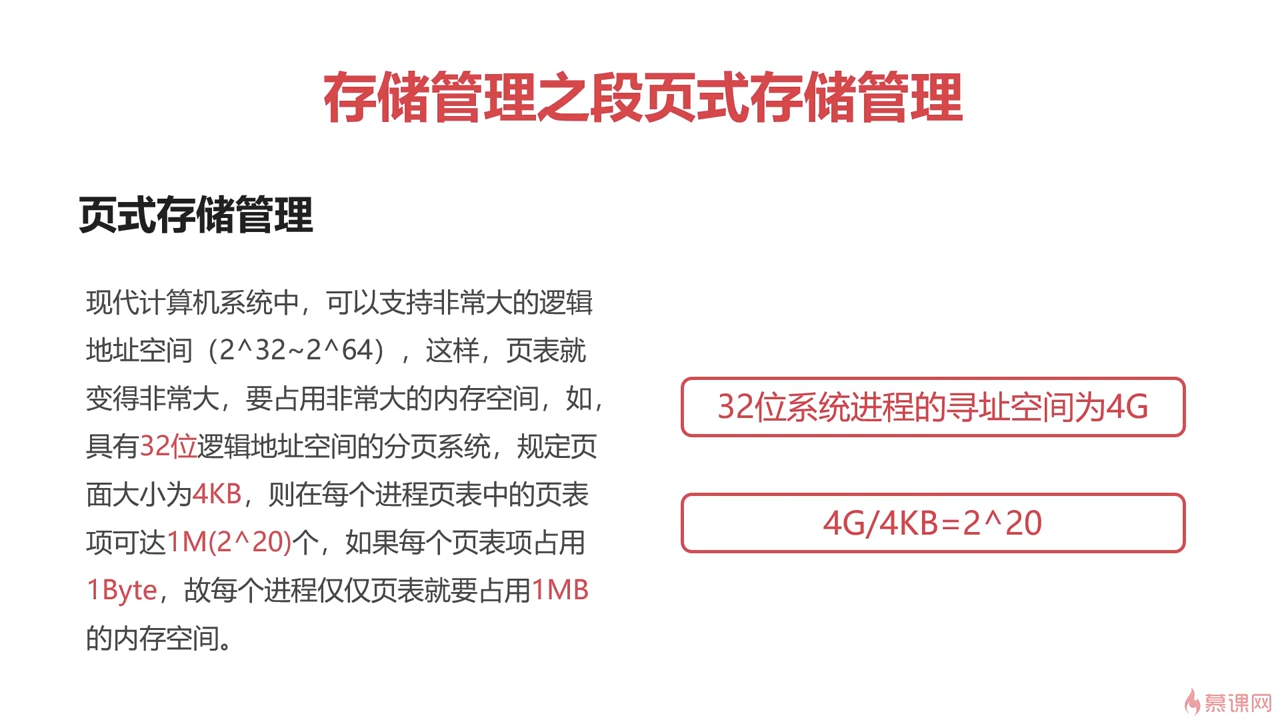 存储管理之段页式存储管理
页式存储管理
现代计算机系统中，可以支持非常大的逻辑
地址空间（2^32~2^64），这样，页表就
变得非常大，要占用非常大的内存空间，如，
具有32位逻辑地址空间的分页系统，规定页
面大小为4KB，则在每个进程页表中的页表
项可达1M(2^20)个，如果每个页表项占用
1Byte，故每个进程仅仅页表就要占用1MB
的内存空间。
32位系统进程的寻址空间为4G
4G/4KB=2^20
慕课网